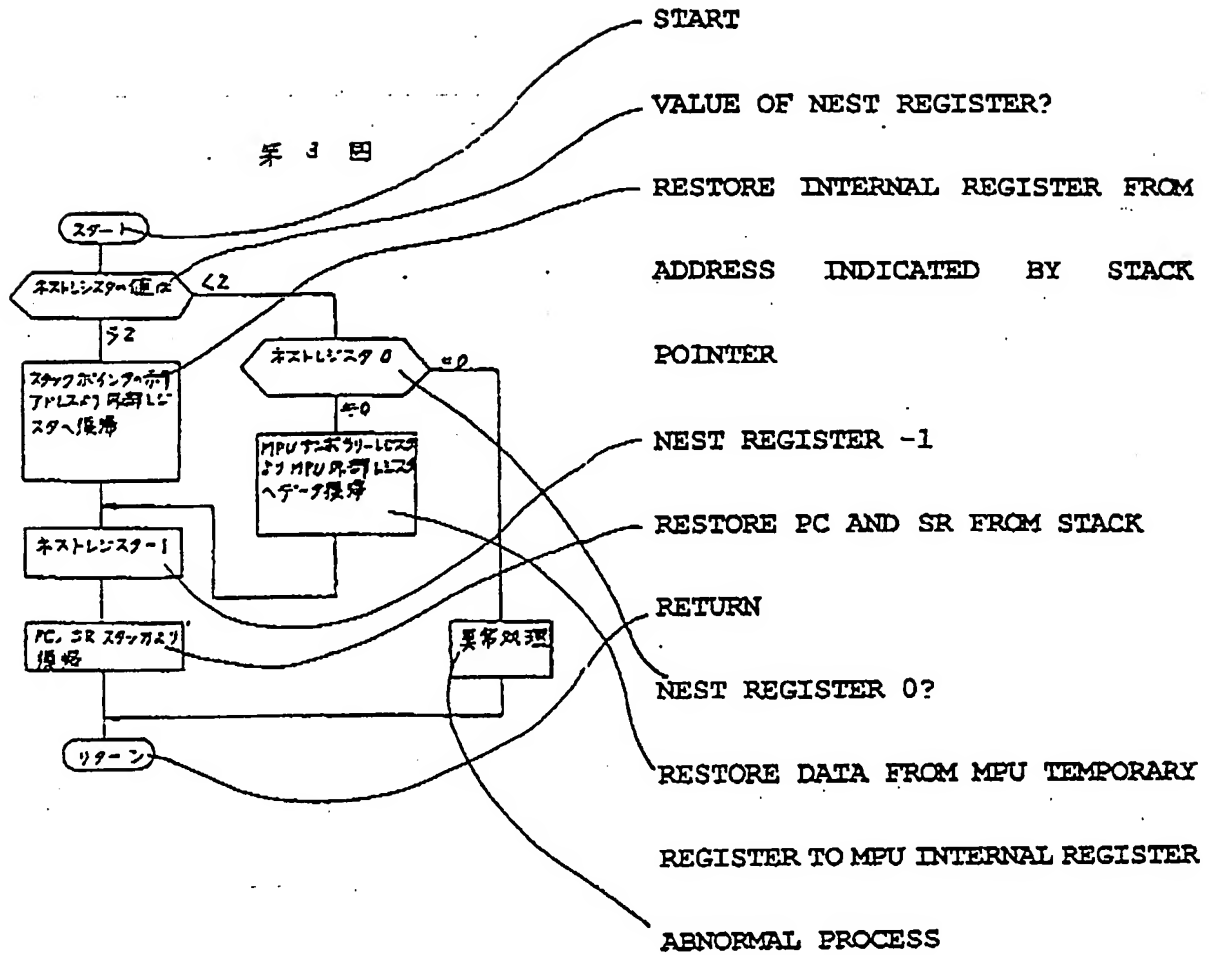 START
VALUE OF NEST REGISTER?
第 3 図
RESTORE INTERNAL REGISTER FROM
ADDRESS INDICATED BY STACK
POINTER
NEST REGISTER -1
RESTORE PC AND SR FROM STACK
RETURN
NEST REGISTER 0?
RESTORE DATA FROM MPU TEMPORARY
REGISTER TO MPU INTERNAL REGISTER
ABNORMAL PROCESS
スタート
ネストレジスタの値は
<2
≧2
スタックポインタの示す
アドレスより内部レジ
スタへ復帰
ネストレジスタ 0
=0
≠0
MPUテンポラリーレジスタ
よりMPU内部レジスタ
へデータ復帰
ネストレジスター1
PC, SR スタックより
復帰
異常処理
リターン